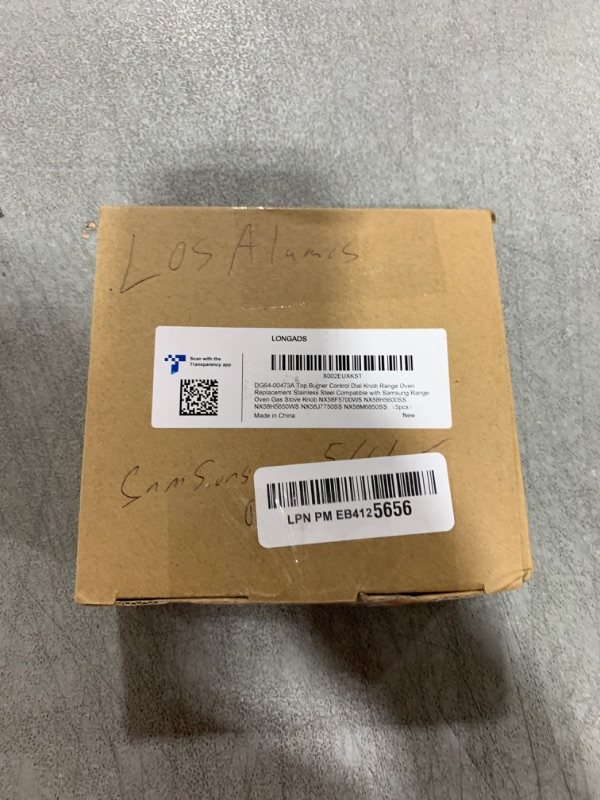 Los Alamos
LONGADS
Scan with the
Transparency app
X002EUXK5T
DG64-00473A Top Burner Control Dial Knob Range Oven
Replacement Stainless Steel Compatible with Samsung Range
Oven Gas Stove Knob NX58F5700WS NX58H5600SS
NX58H5650WS NX58J7750SS NX58M6850SS （5pcs）
Made in China
New
Samsung
LPN PM EB4125656